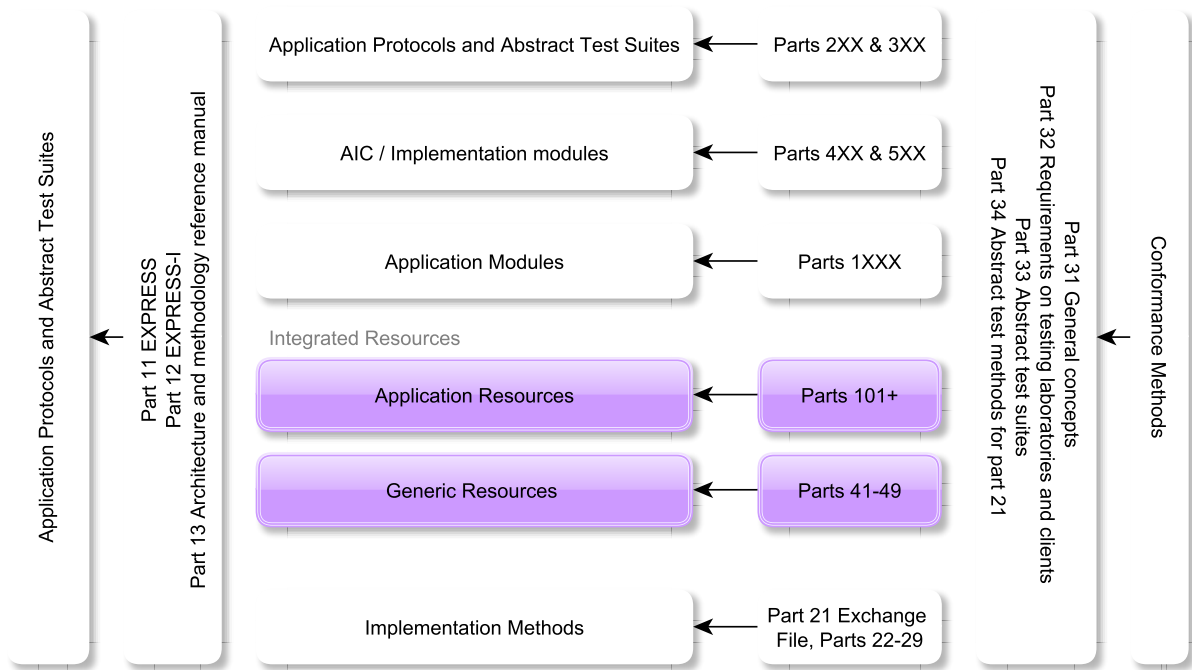 Application Protocols and Abstract Test Suites
Part 11 EXPRESS
Part 12 EXPRESS-I
Part 13 Architecture and methodology reference manual
Application Protocols and Abstract Test Suites
Parts 2XX & 3XX
AIC / Implementation modules
Parts 4XX & 5XX
Application Modules
Parts 1XXX
Integrated Resources
Application Resources
Parts 101+
Generic Resources
Parts 41-49
Implementation Methods
Part 21 Exchange
File, Parts 22-29
Part 31 General concepts
Part 32 Requirements on testing laboratories and clients
Part 33 Abstract test suites
Part 34 Abstract test methods for part 21
Conformance Methods